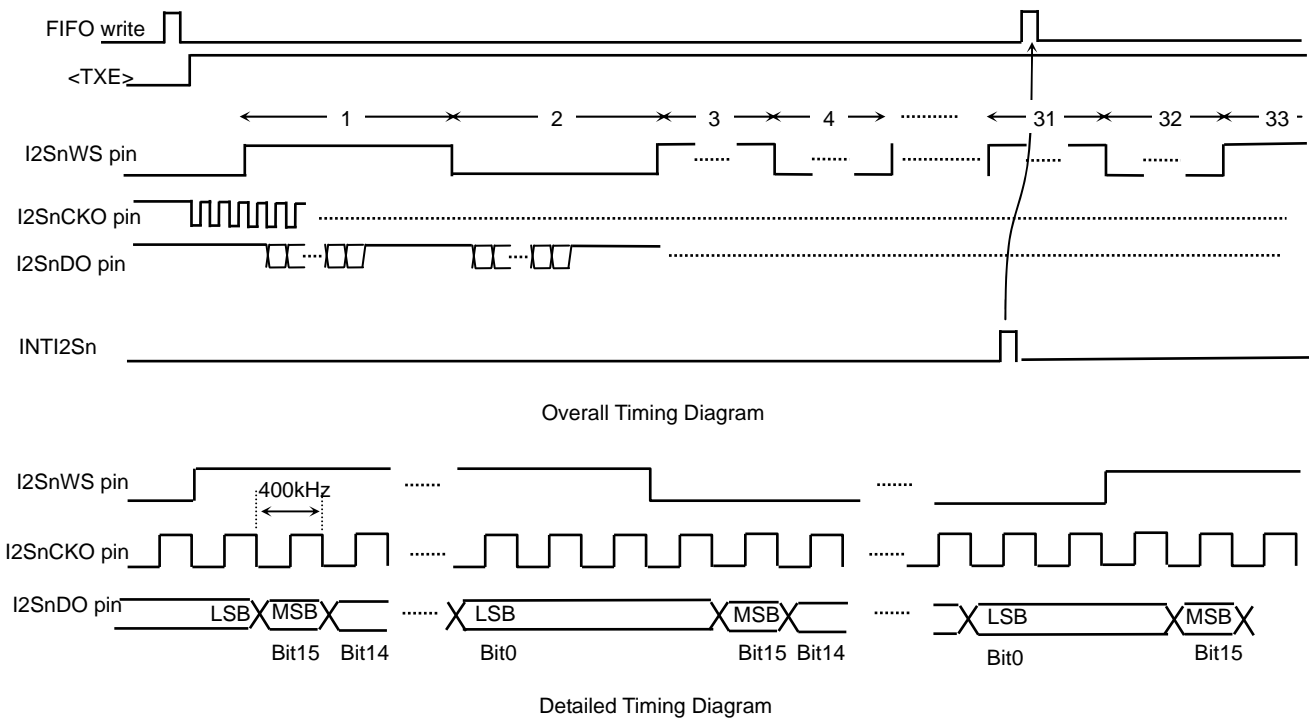 FIFO write
<TXE>
1 2 3 4 31 32 33
I2SnWS pin
I2SnCKO pin
I2SnDO pin
INTI2Sn
Overall Timing Diagram
I2SnWS pin
400kHz
I2SnCKO pin
I2SnDO pin
LSB MSB LSB MSB LSB MSB
Bit15 Bit14 Bit0 Bit15 Bit14 Bit0 Bit15
Detailed Timing Diagram